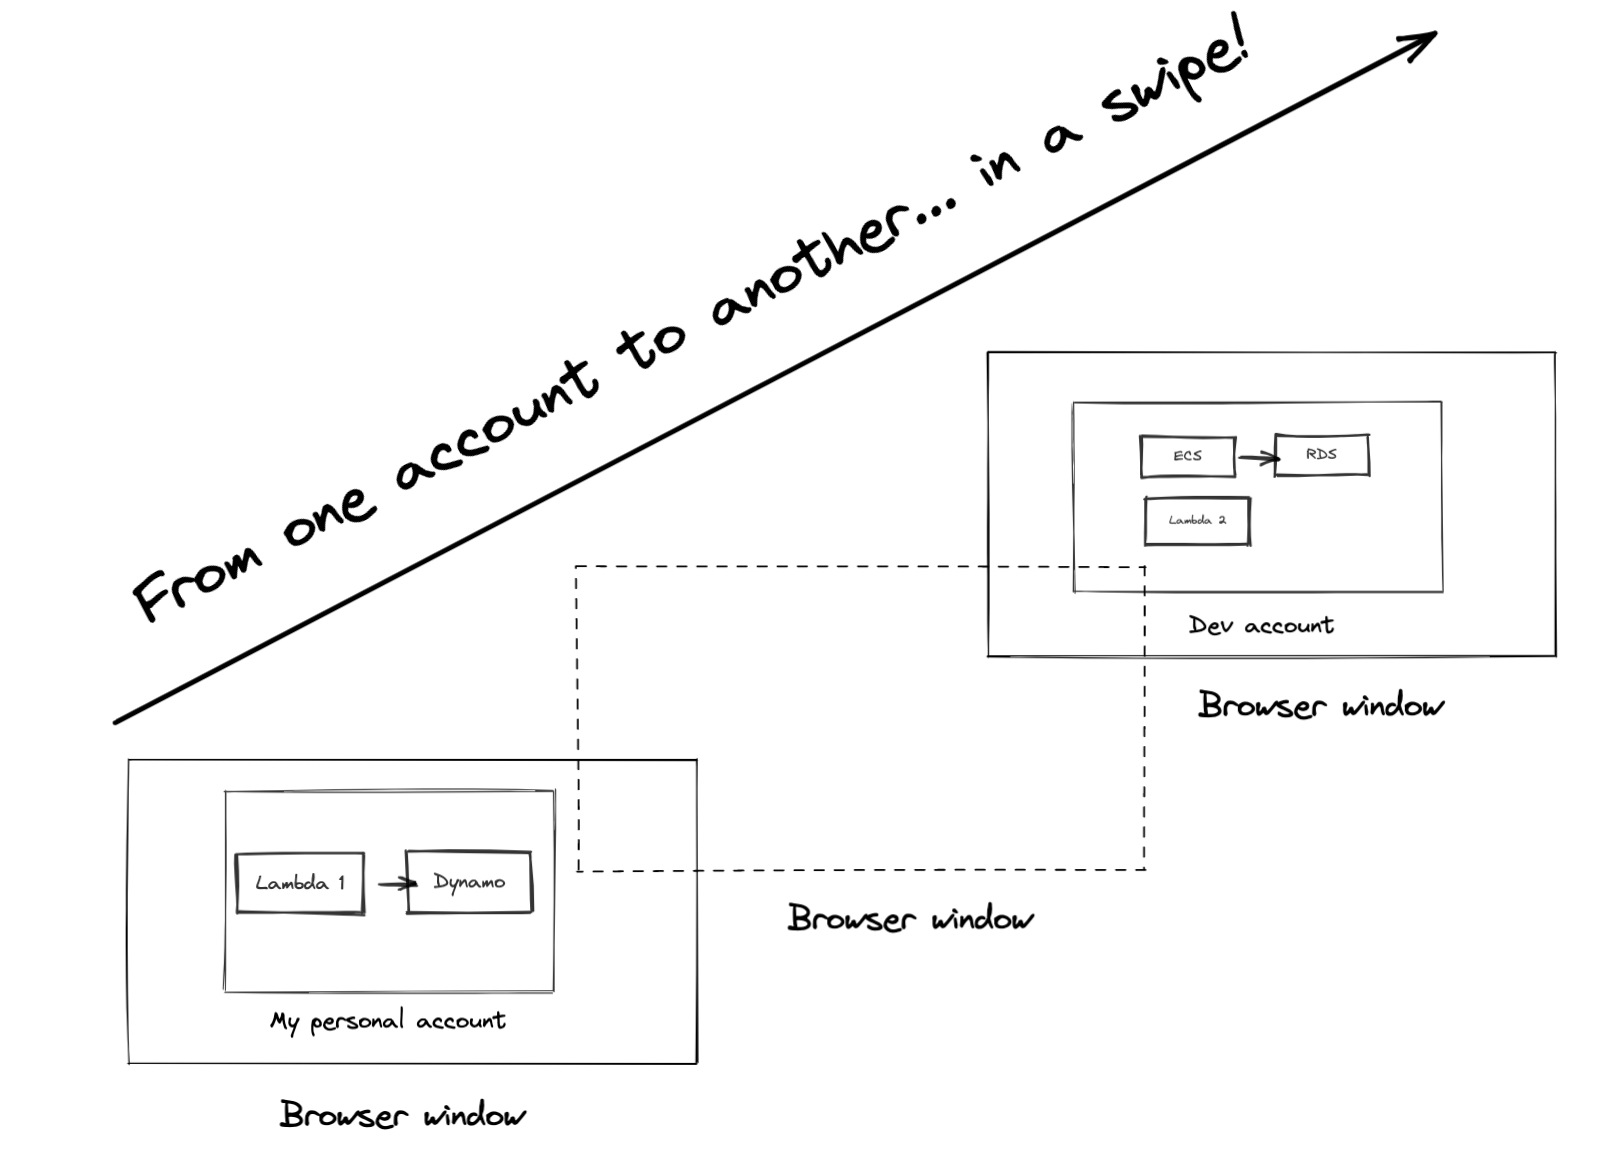 From one account to another... in a swipe!
ECS
RDS
Lambda 2
Dev account
Browser window
Lambda 1
Dynamo
Browser window
My personal account
Browser window